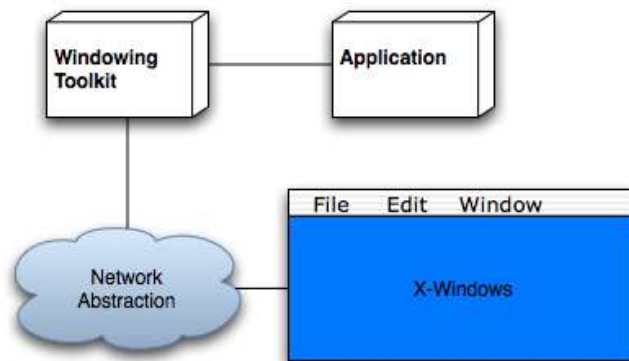 Windowing
Toolkit
Application
File Edit Window
Network
Abstraction
X-Windows